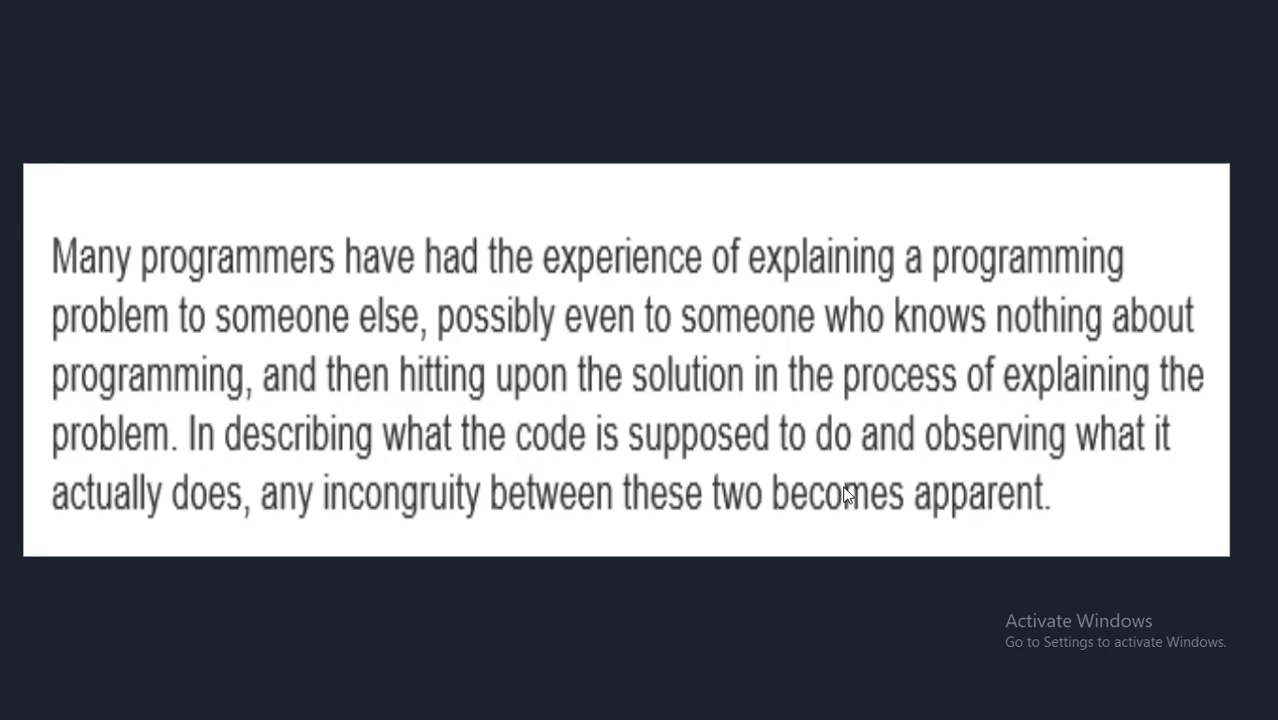 Many programmers have had the experience of explaining a programming
problem to someone else, possibly even to someone who knows nothing about
programming, and then hitting upon the solution in the process of explaining the
problem. In describing what the code is supposed to do and observing what it
actually does, any incongruity between these two becomes apparent.
Activate Windows
Go to Settings to activate Windows.